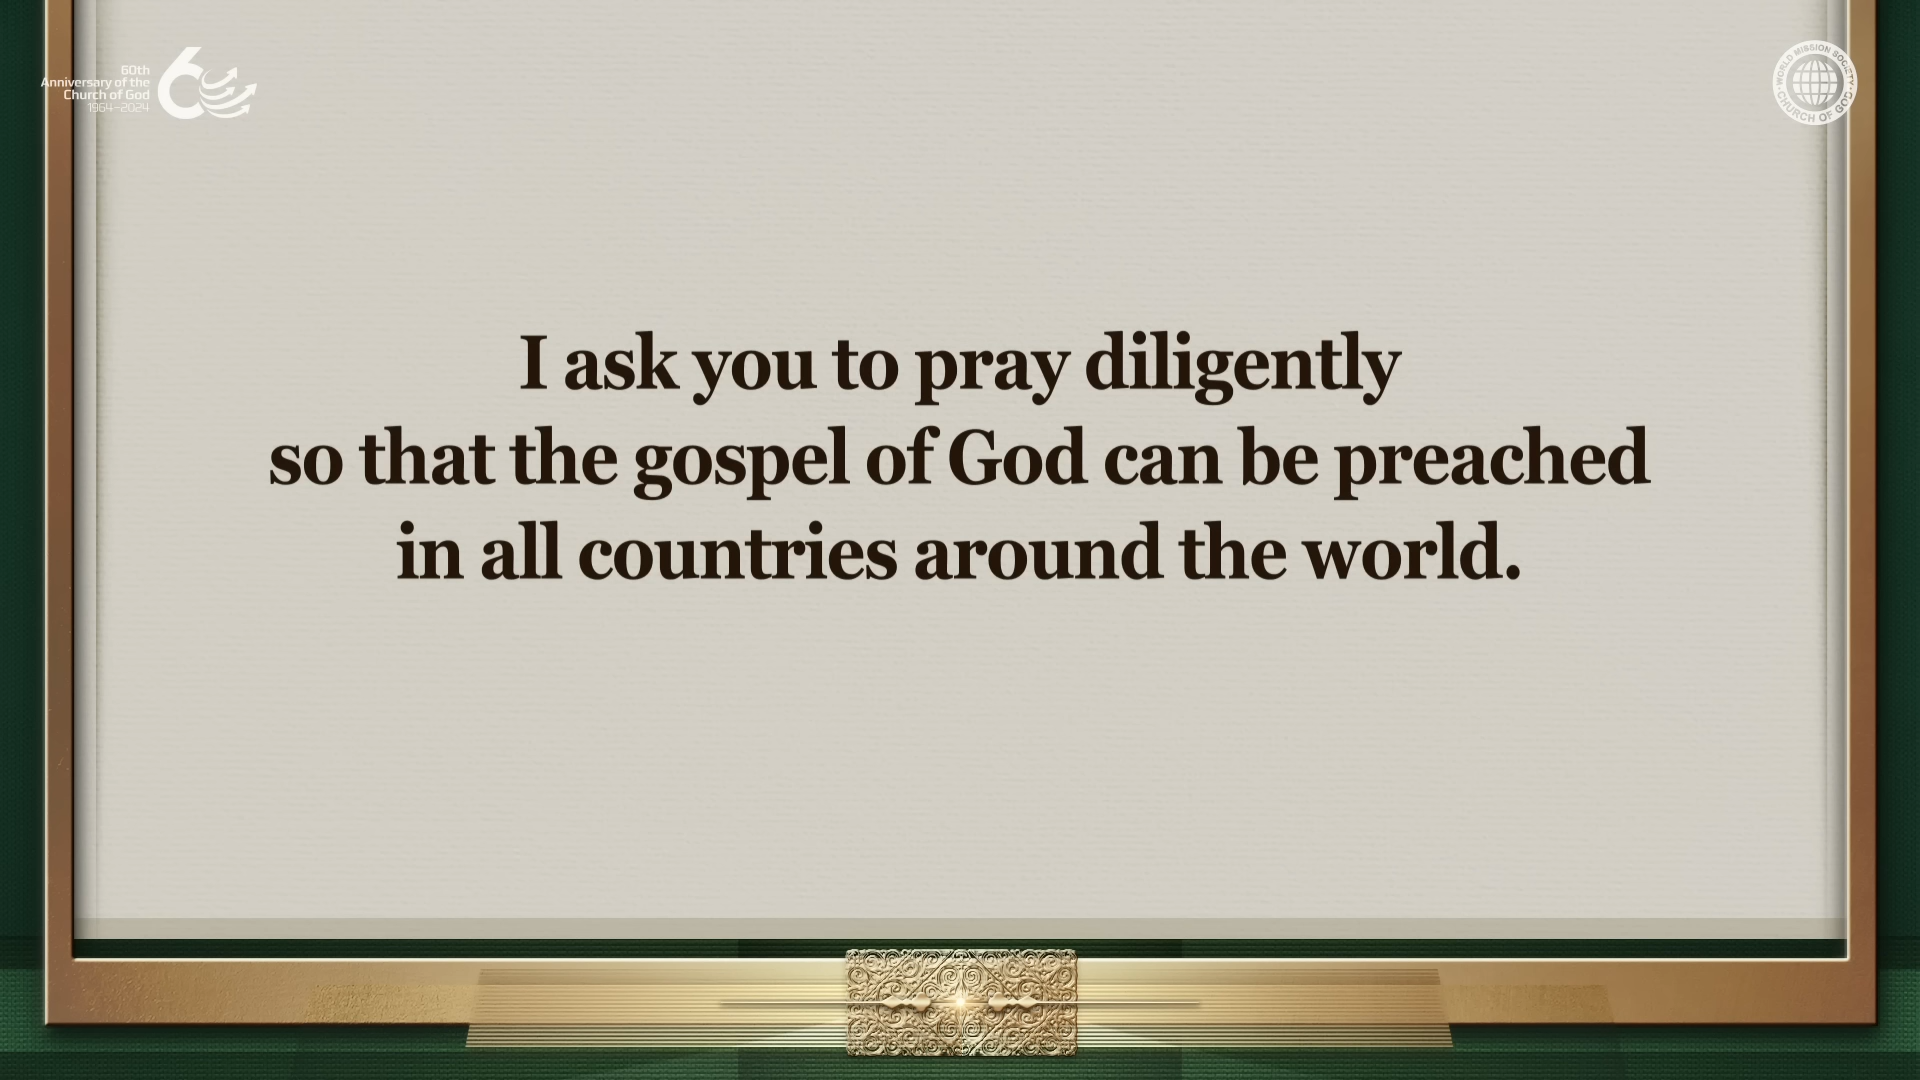 60th
Anniversary of the
Church of God
1964–2024
60
WORLD MISSION SOCIETY
CHURCH OF GOD
I ask you to pray diligently
so that the gospel of God can be preached
in all countries around the world.